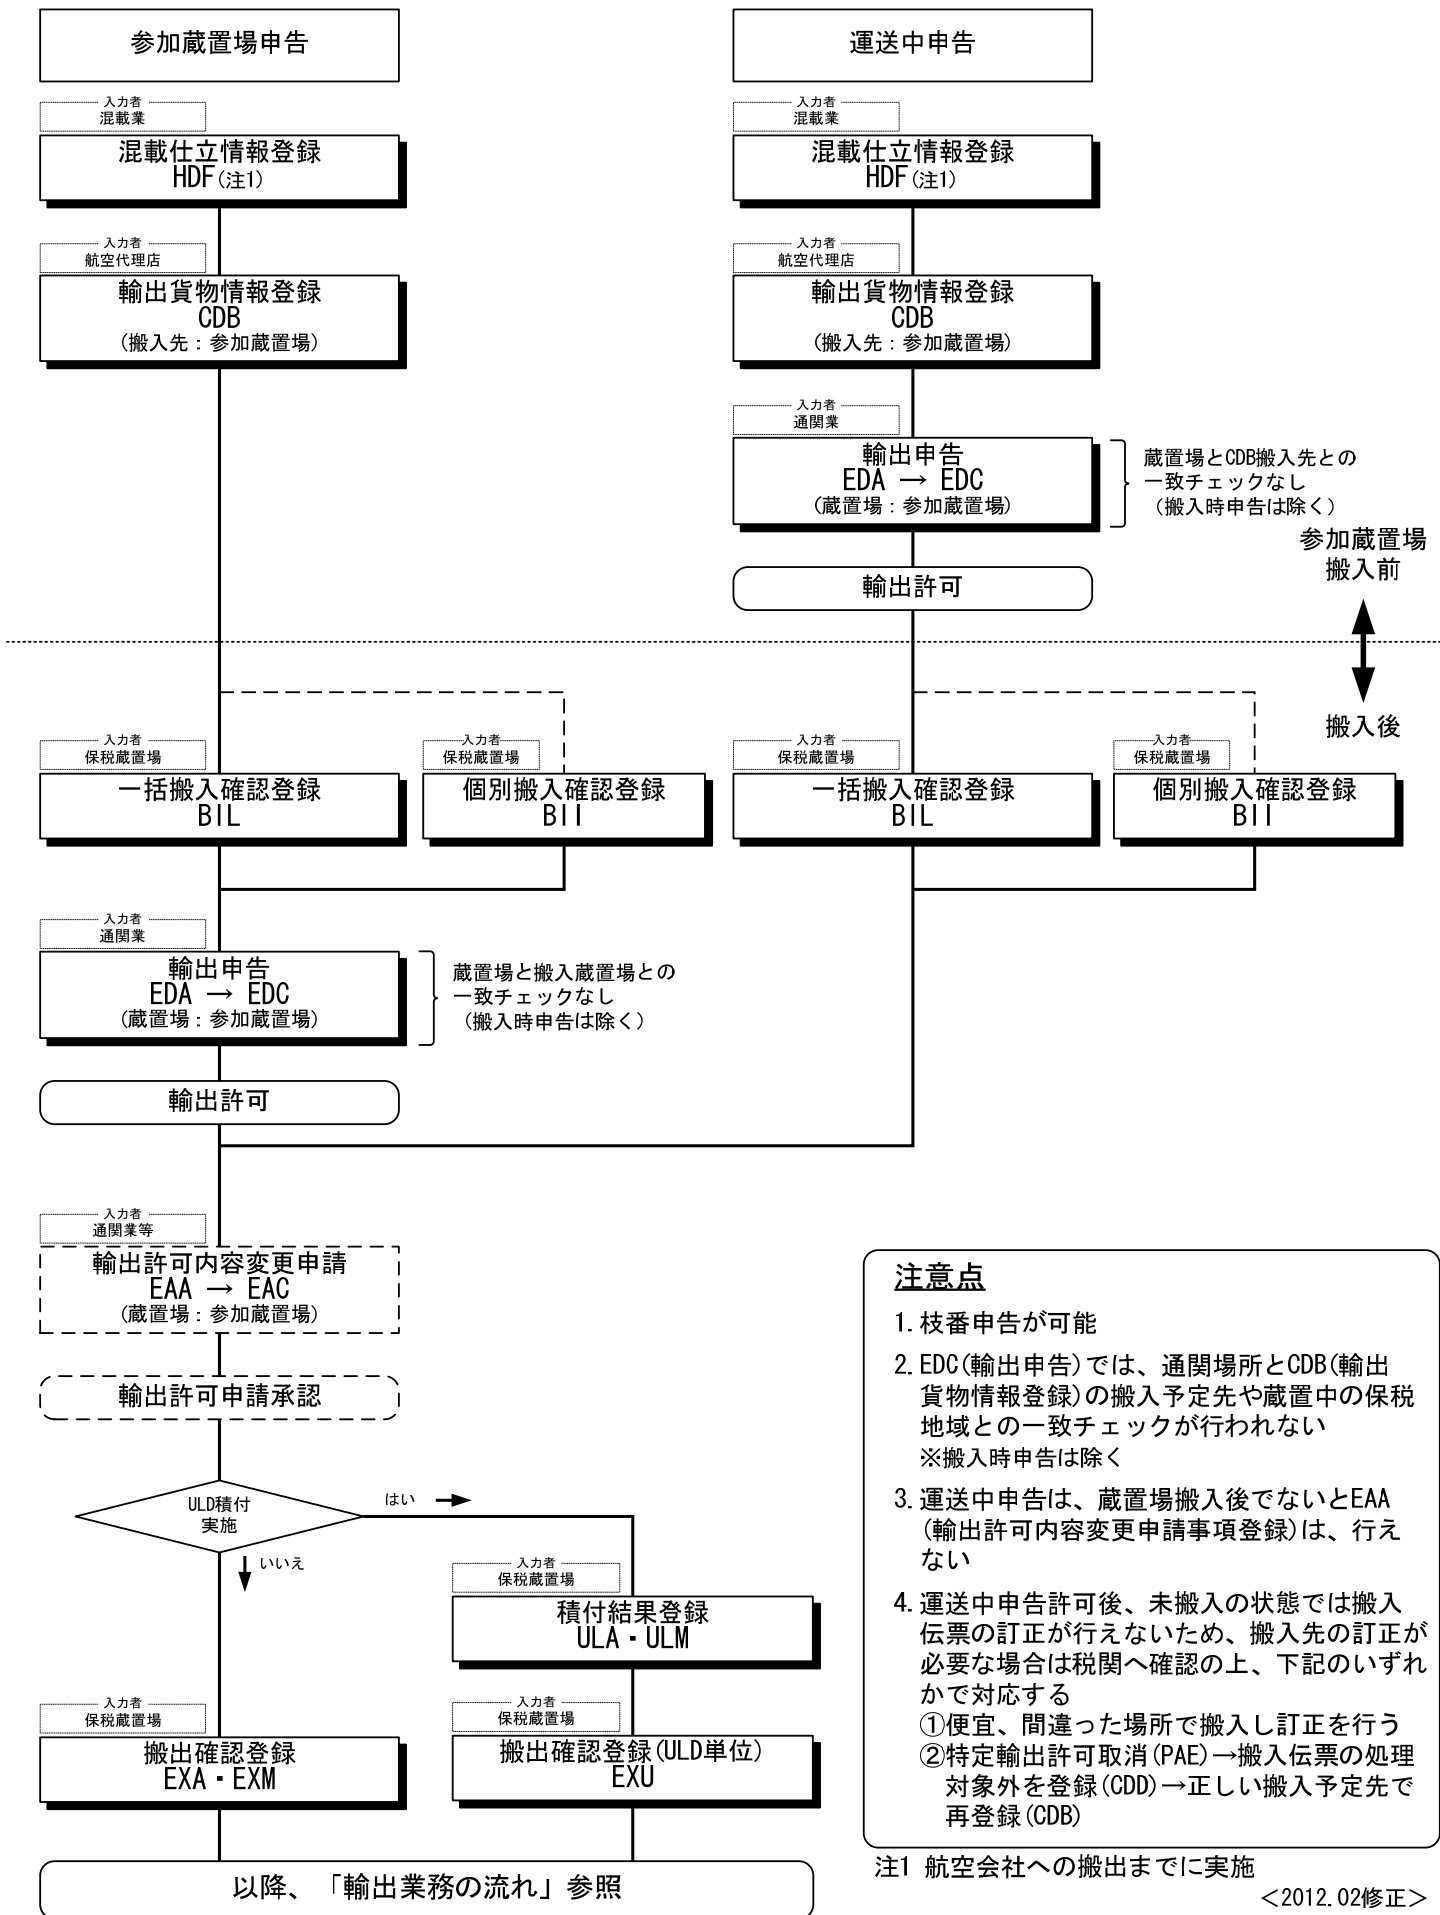 参加蔵置場申告
運送中申告
入力者
混載業
混載仕立情報登録
HDF(注1)
入力者
混載業
混載仕立情報登録
HDF(注1)
入力者
航空代理店
輸出貨物情報登録
CDB
(搬入先：参加蔵置場)
入力者
航空代理店
輸出貨物情報登録
CDB
(搬入先：参加蔵置場)
入力者
通関業
輸出申告
EDA → EDC
(蔵置場：参加蔵置場)
蔵置場とCDB搬入先との
一致チェックなし
（搬入時申告は除く）
輸出許可
参加蔵置場
搬入前
搬入後
入力者
保税蔵置場
一括搬入確認登録
BIL
入力者
保税蔵置場
個別搬入確認登録
BII
入力者
保税蔵置場
一括搬入確認登録
BIL
入力者
保税蔵置場
個別搬入確認登録
BII
入力者
通関業
輸出申告
EDA → EDC
(蔵置場：参加蔵置場)
蔵置場と搬入蔵置場との
一致チェックなし
（搬入時申告は除く）
輸出許可
入力者
通関業等
輸出許可内容変更申請
EAA → EAC
(蔵置場：参加蔵置場)
輸出許可申請承認
ULD積付
実施
はい
いいえ
入力者
保税蔵置場
積付結果登録
ULA・ULM
入力者
保税蔵置場
搬出確認登録
EXA・EXM
入力者
保税蔵置場
搬出確認登録(ULD単位)
EXU
以降、「輸出業務の流れ」参照
注意点
1. 枝番申告が可能
2. EDC(輸出申告)では、通関場所とCDB(輸出
貨物情報登録)の搬入予定先や蔵置中の保税
地域との一致チェックが行われない
※搬入時申告は除く
3. 運送中申告は、蔵置場搬入後でないとEAA
(輸出許可内容変更申請事項登録)は、行え
ない
4. 運送中申告許可後、未搬入の状態では搬入
伝票の訂正が行えないため、搬入先の訂正が
必要な場合は税関へ確認の上、下記のいずれ
かで対応する
①便宜、間違った場所で搬入し訂正を行う
②特定輸出許可取消(PAE)→搬入伝票の処理
対象外を登録(CDD)→正しい搬入予定先で
再登録(CDB)
注1 航空会社への搬出までに実施
＜2012.02修正＞